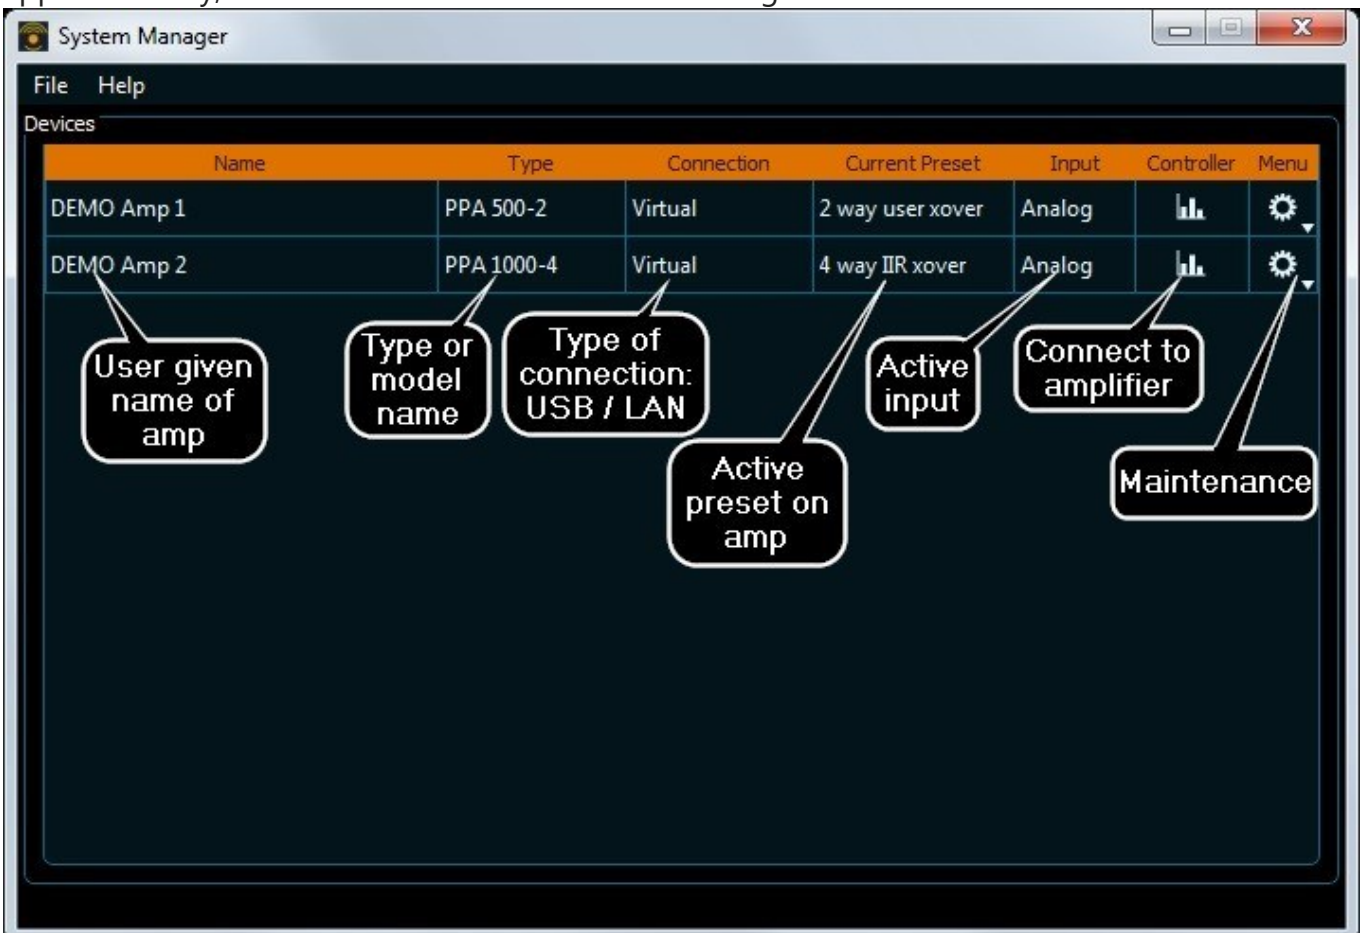 System Manager
File Help
Devices
Name Type Connection Current Preset Input Controller Menu
DEMO Amp 1 PPA 500-2 Virtual 2 way user xover Analog
DEMO Amp 2 PPA 1000-4 Virtual 4 way IIR xover Analog
User given
name of
amp
Type or
model
name
Type of
connection:
USB / LAN
Active
preset on
amp
Active
input
Connect to
amplifier
Maintenance